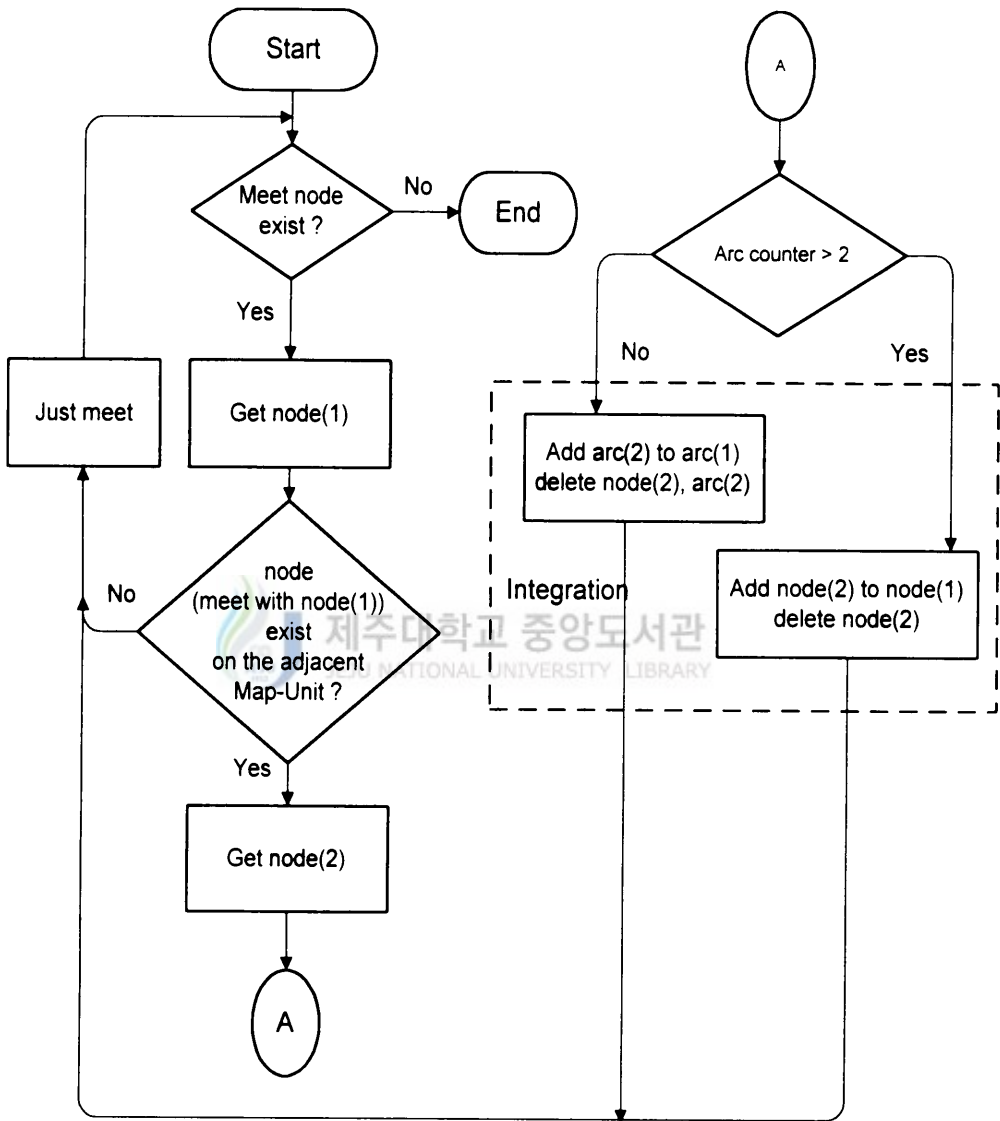 Start
Meet node
exist ?
No
End
Yes
Just meet
Get node(1)
No
node
(meet with node(1))
exist
on the adjacent
Map-Unit ?
Yes
Get node(2)
A
A
Arc counter > 2
No
Yes
Add arc(2) to arc(1)
delete node(2), arc(2)
Integration
Add node(2) to node(1)
delete node(2)
제주대학교 중앙도서관
JEJU NATIONAL UNIVERSITY LIBRARY